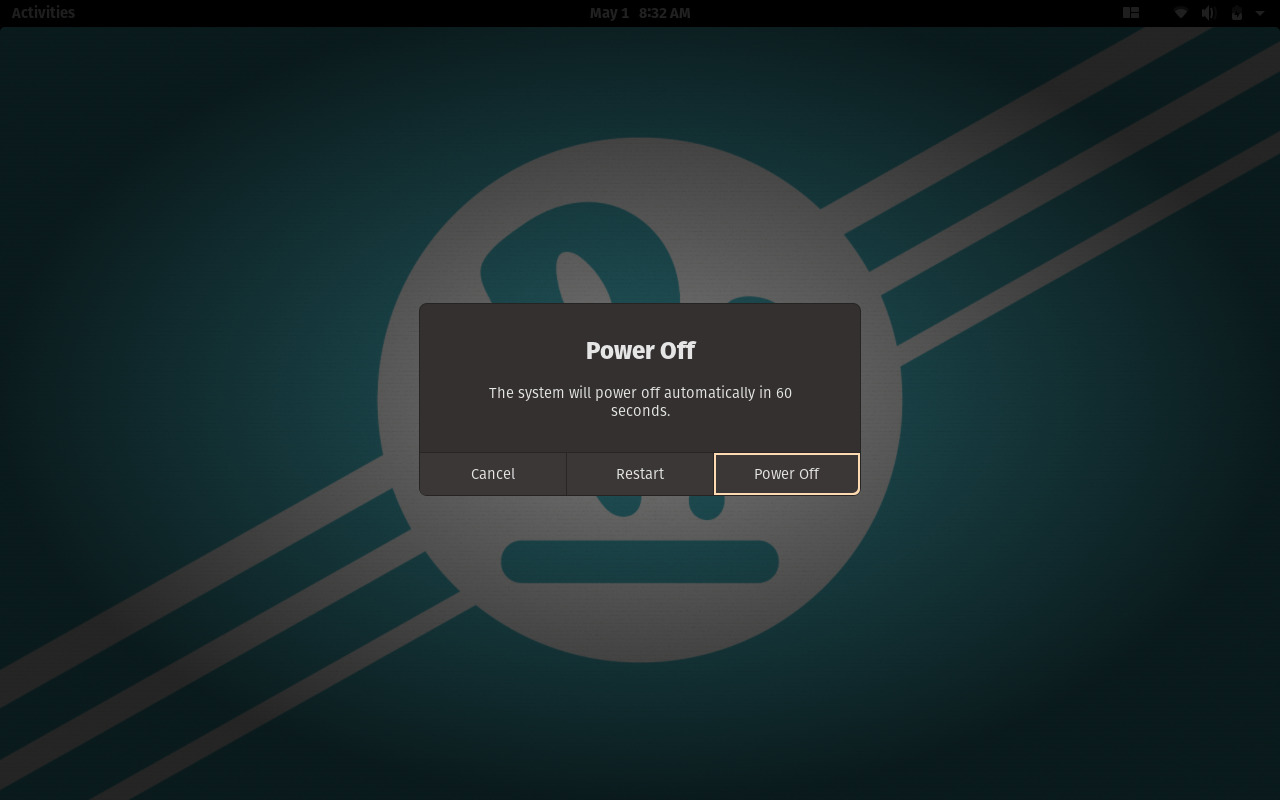 Activities
May 1 8:32 AM
Power Off
The system will power off automatically in 60
seconds.
Cancel
Restart
Power Off